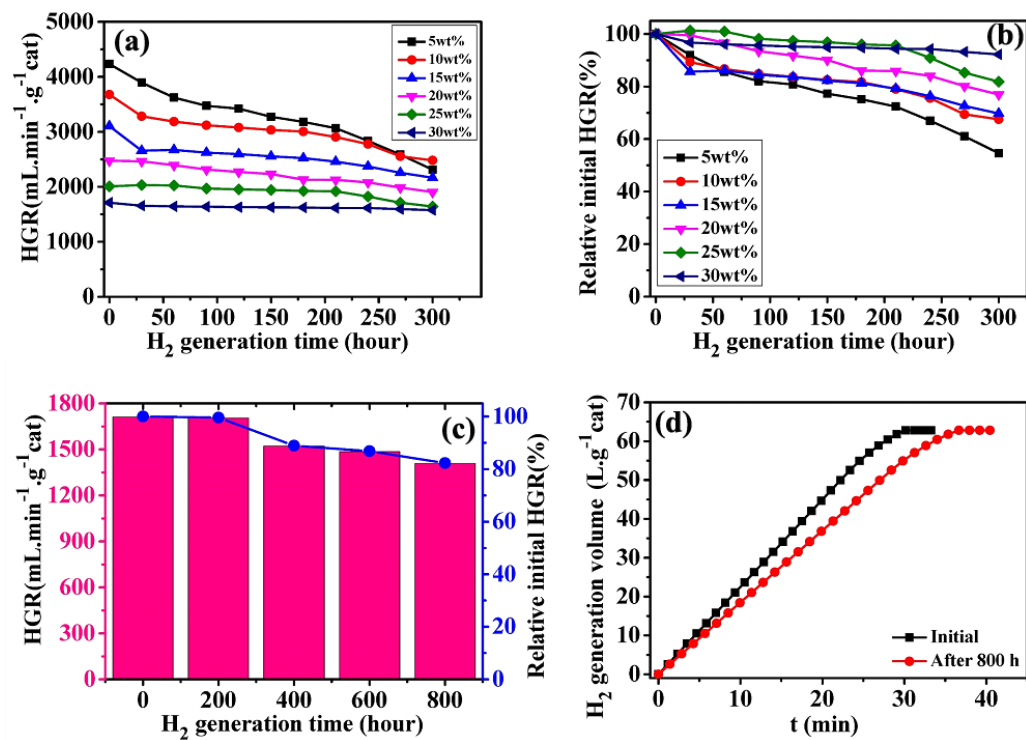 (a)
HGR(mL.min⁻¹.g⁻¹cat)
5000
4000
3000
2000
1000
0
5wt%
10wt%
15wt%
20wt%
25wt%
30wt%
0 50 100 150 200 250 300
H₂ generation time (hour)
(b)
Relative initial HGR(%)
100
80
60
40
20
0
5wt%
10wt%
15wt%
20wt%
25wt%
30wt%
0 50 100 150 200 250 300
H₂ generation time (hour)
(c)
HGR(mL.min⁻¹.g⁻¹cat)
1800
1500
1200
900
600
300
0
Relative initial HGR(%)
100
80
60
40
20
0
0 200 400 600 800
H₂ generation time (hour)
(d)
H₂ generation volume (L.g⁻¹cat)
70
60
50
40
30
20
10
0
Initial
After 800 h
0 10 20 30 40
t (min)